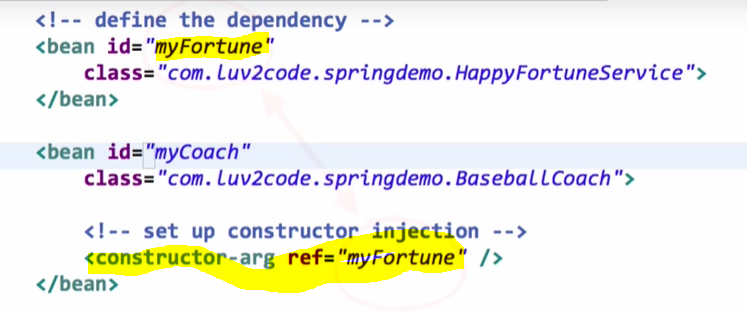 <!-- define the dependency -->
<bean id="myFortune"
class="com.luv2code.springdemo.HappyFortuneService">
</bean>
<bean id="myCoach"
class="com.luv2code.springdemo.BaseballCoach">
<!-- set up constructor injection -->
<constructor-arg ref="myFortune" />
</bean>